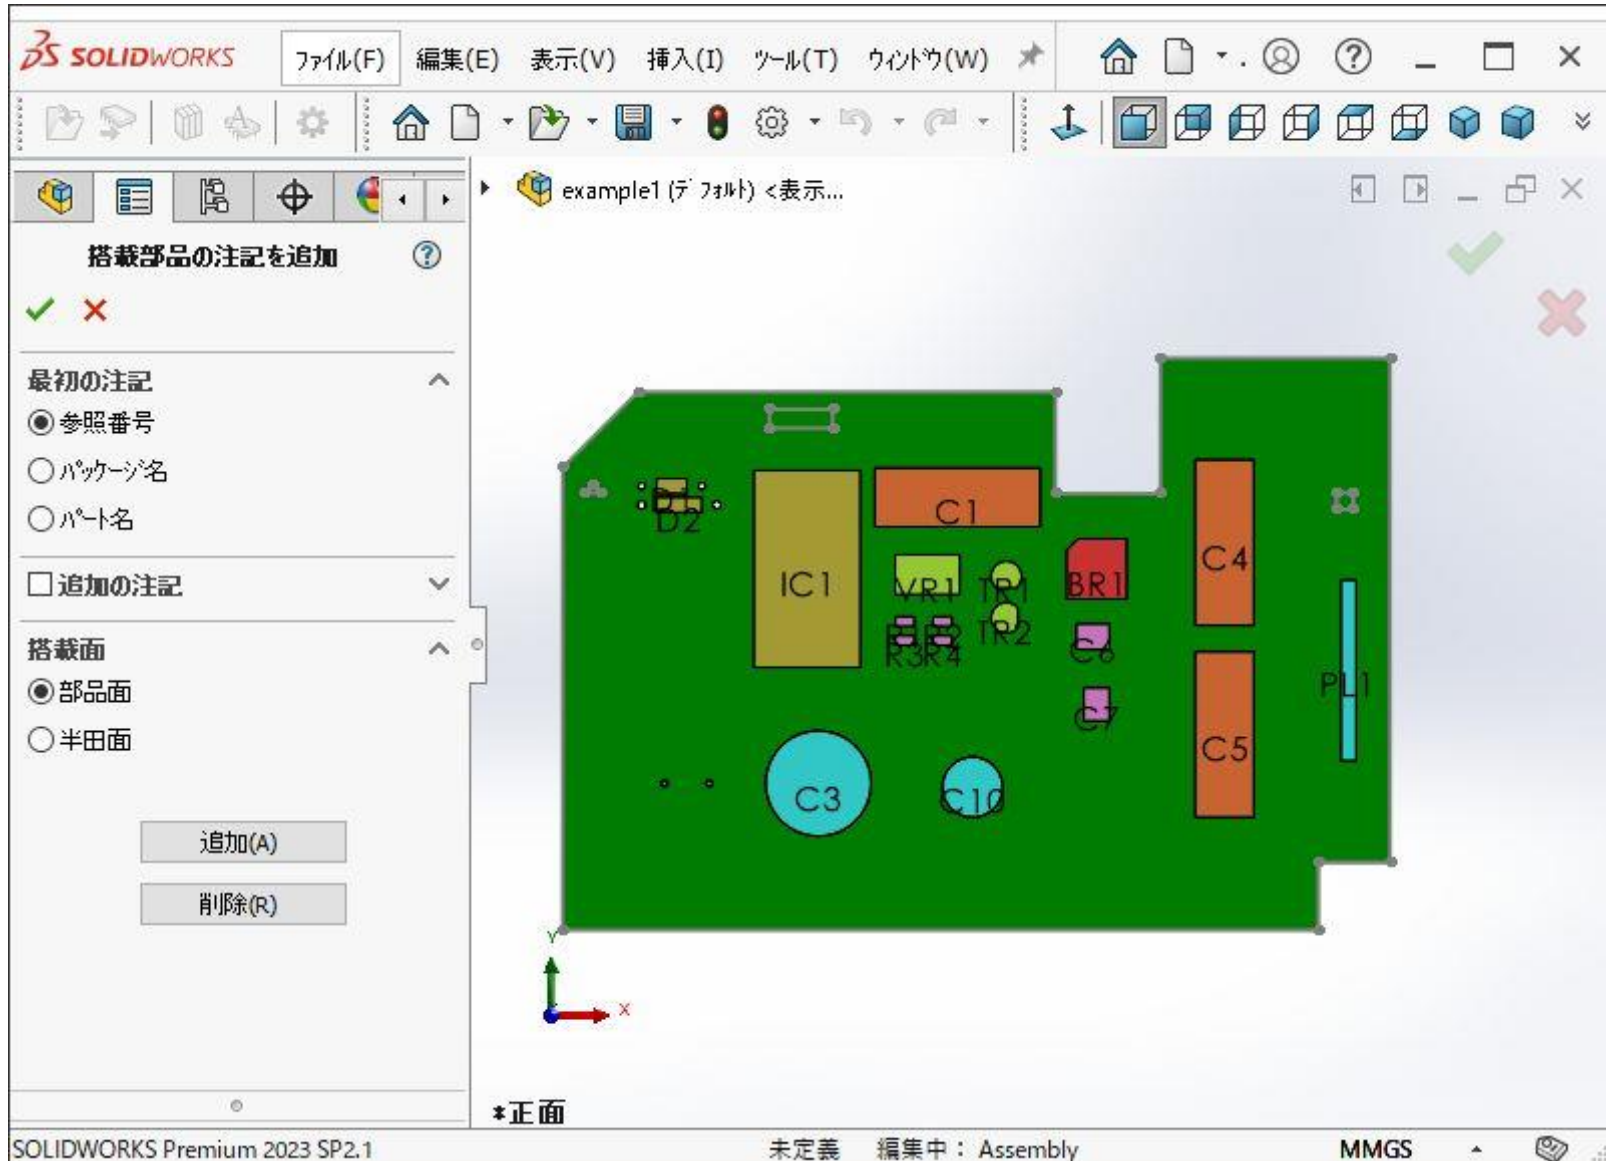 SOLIDWORKS ファイル(F) 編集(E) 表示(V) 挿入(I) ツール(T) ウィンドウ(W)
example1 (デフォルト) <表示...
搭載部品の注記を追加
最初の注記
参照番号
パッケージ名
パート名
追加の注記
搭載面
部品面
半田面
追加(A)
削除(R)
D2
IC1
C1
VR1
TR1
TR2
R3
R4
BR1
C6
C7
C4
C5
PL1
C3
C10
Y
X
*正面
SOLIDWORKS Premium 2023 SP2.1 未定義 編集中： Assembly MMGS